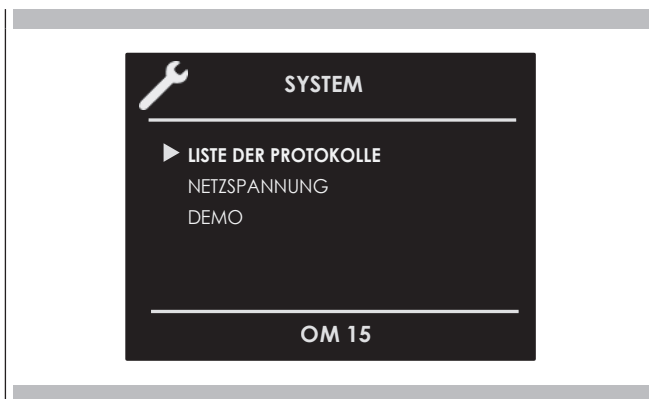 SYSTEM
LISTE DER PROTOKOLLE
NETZSPANNUNG
DEMO
OM 15